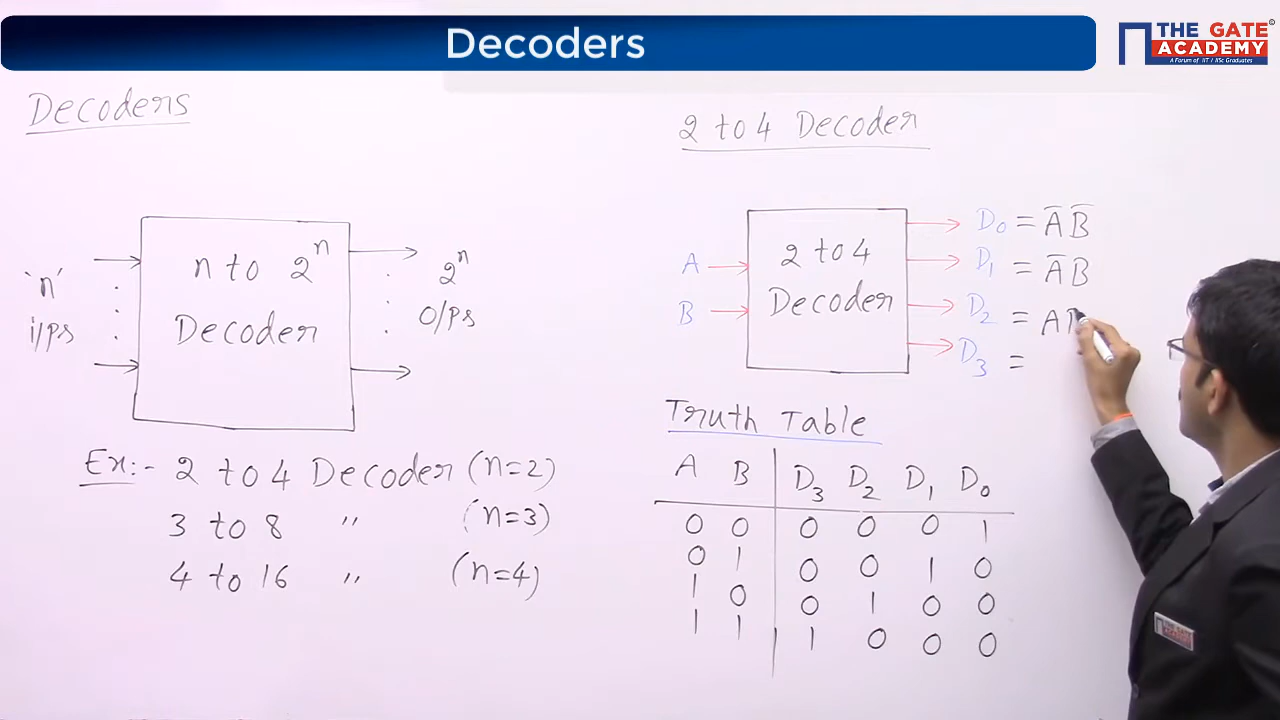 Decoders
THE GATE
ACADEMY
A Forum of IIT / IISc Graduates
Decoders
n to 2ⁿ
Decoder
'n'
i/ps
2ⁿ
O/Ps
Ex:- 2 to 4 Decoder (n=2)
3 to 8 " (n=3)
4 to 16 " (n=4)
2 to 4 Decoder
A
B
2 to 4
Decoder
D₀ = A̅ B̅
D₁ = A̅ B
D₂ = A
D₃ =
Truth Table
A B D₃ D₂ D₁ D₀
0 0 0 0 0 1
0 1 0 0 1 0
1 0 0 1 0 0
1 1 1 0 0 0
THE GATE
ACADEMY